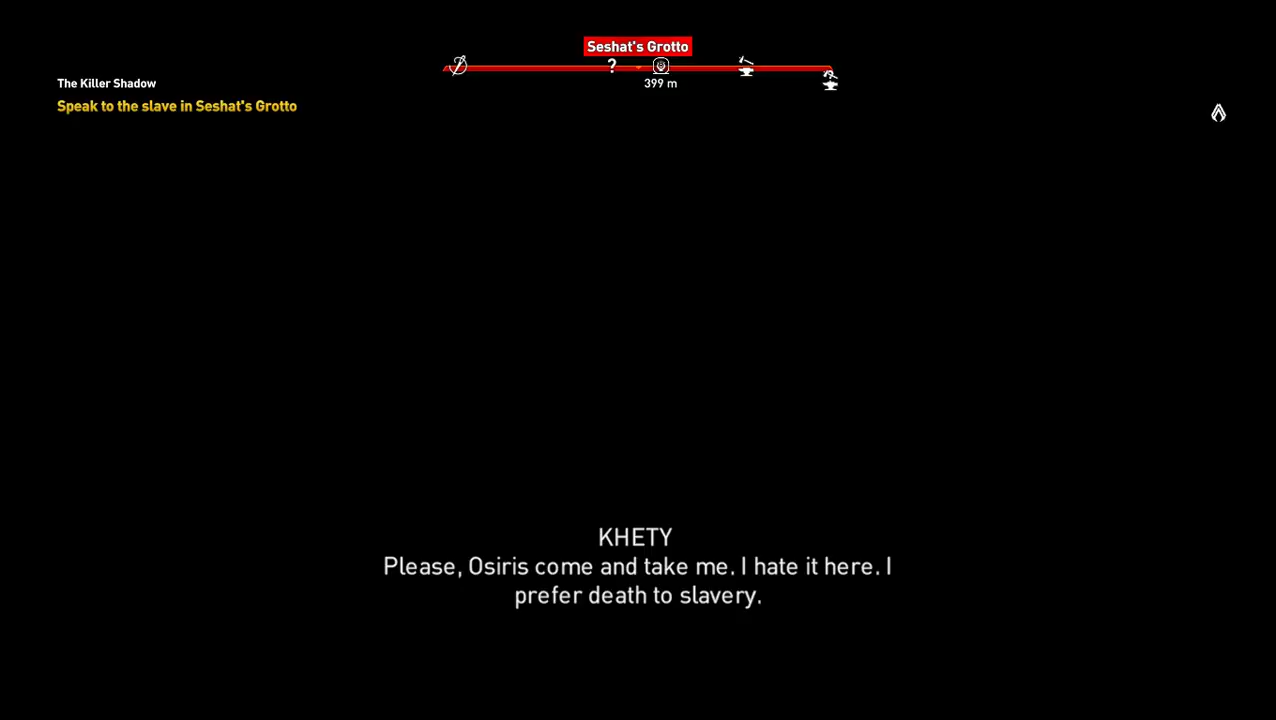 Seshat's Grotto
?
399 m
The Killer Shadow
Speak to the slave in Seshat's Grotto
KHETY
Please, Osiris come and take me. I hate it here. I
prefer death to slavery.